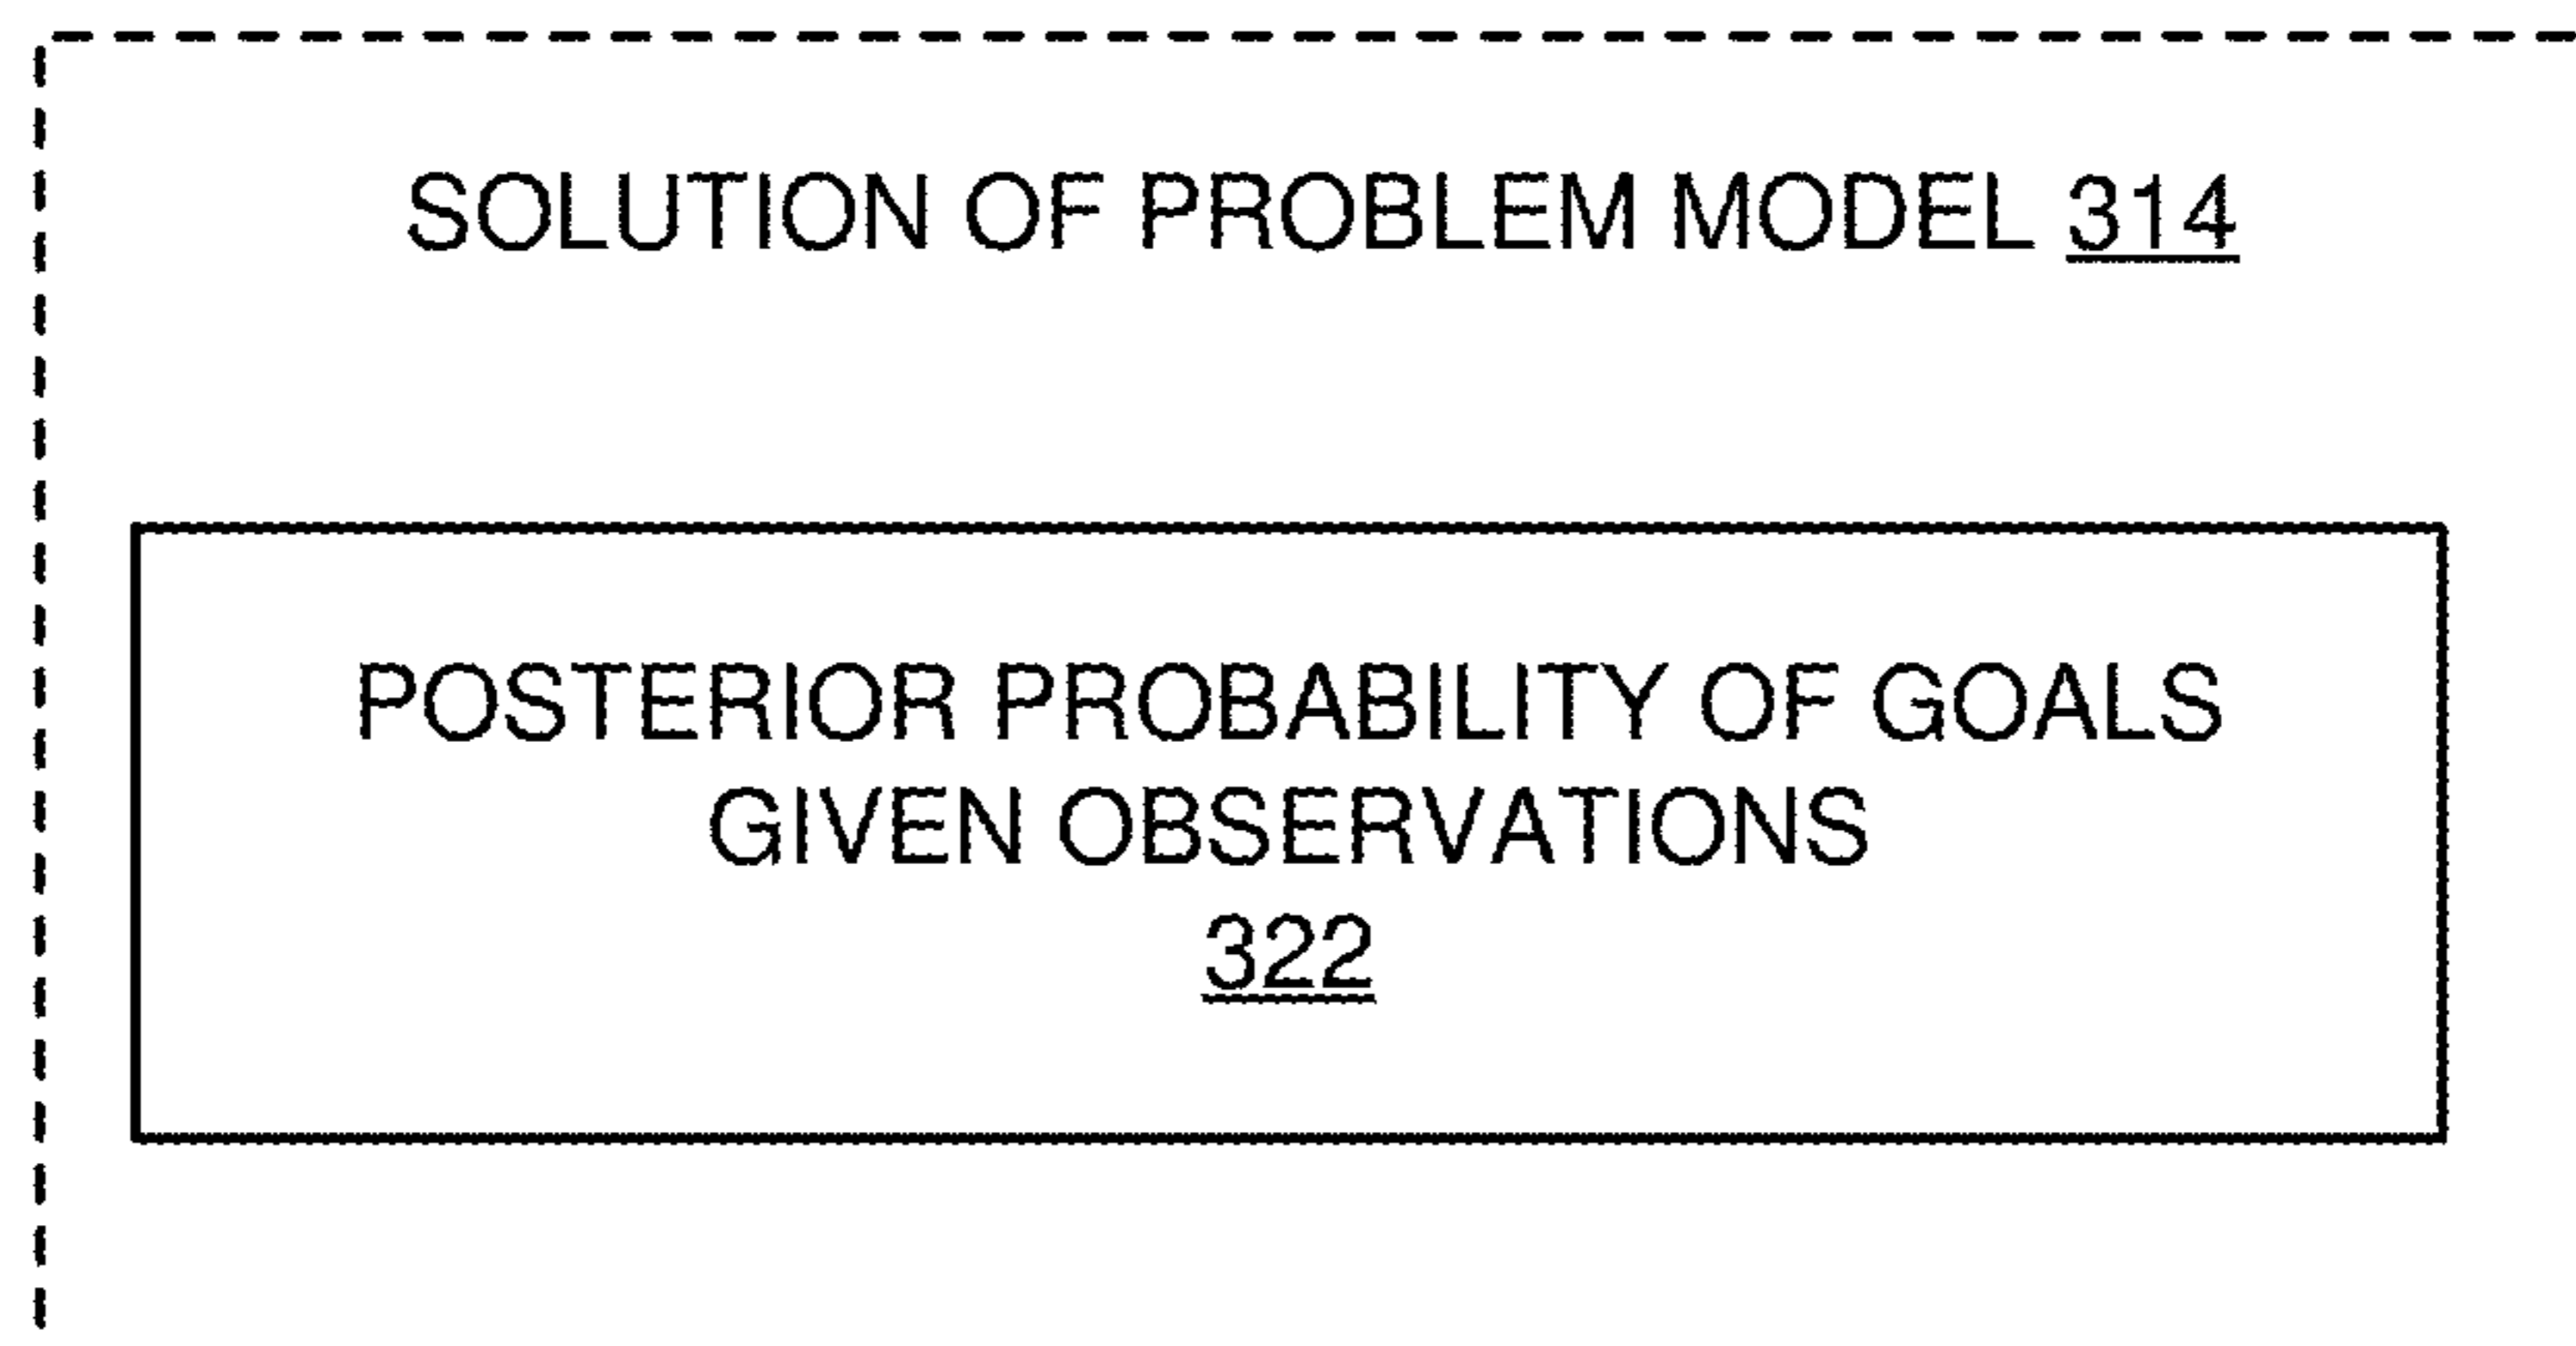 SOLUTION OF PROBLEM MODEL 314
POSTERIOR PROBABILITY OF GOALS
GIVEN OBSERVATIONS
322